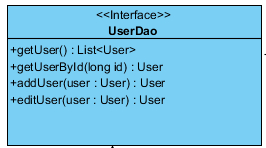 <<Interface>>
UserDao
+getUser() : List<User>
+getUserById(long id) : User
+addUser(user : User) : User
+editUser(user : User) : User